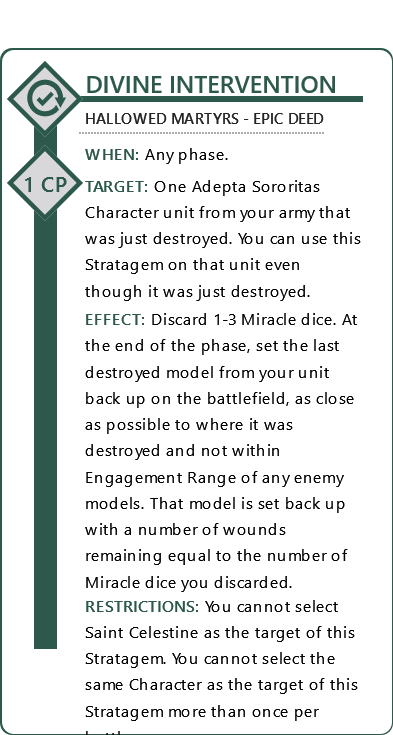 DIVINE INTERVENTION
HALLOWED MARTYRS - EPIC DEED
WHEN: Any phase.
1 CP
TARGET: One Adepta Sororitas
Character unit from your army that
was just destroyed. You can use this
Stratagem on that unit even
though it was just destroyed.
EFFECT: Discard 1-3 Miracle dice. At
the end of the phase, set the last
destroyed model from your unit
back up on the battlefield, as close
as possible to where it was
destroyed and not within
Engagement Range of any enemy
models. That model is set back up
with a number of wounds
remaining equal to the number of
Miracle dice you discarded.
RESTRICTIONS: You cannot select
Saint Celestine as the target of this
Stratagem. You cannot select the
same Character as the target of this
Stratagem more than once per